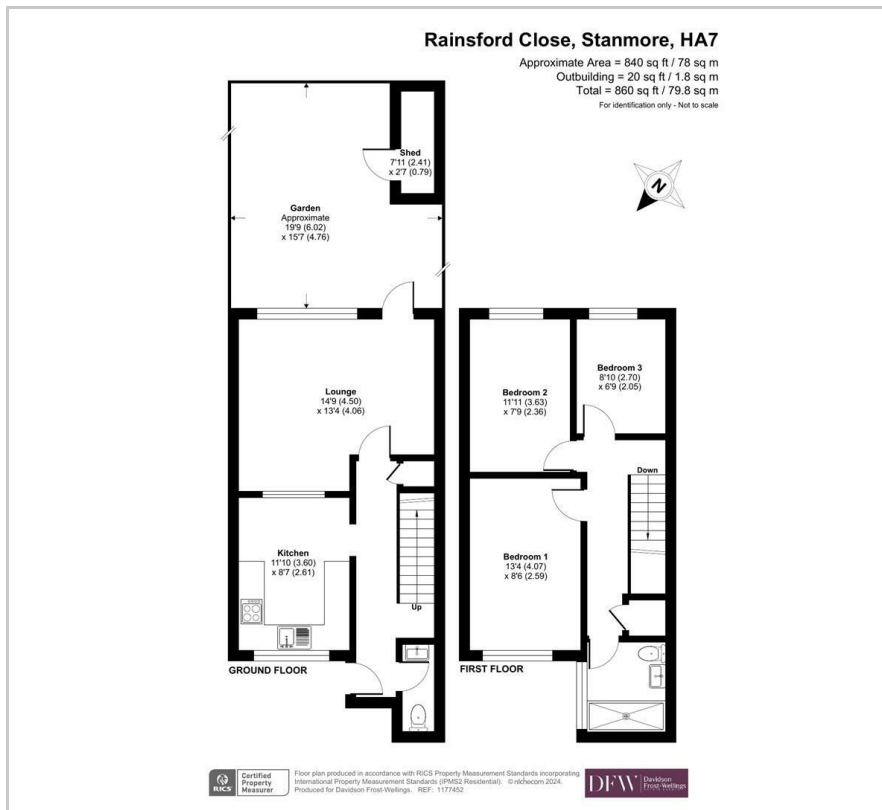 Rainsford Close, Stanmore, HA7
Approximate Area = 840 sq ft / 78 sq m
Outbuilding = 20 sq ft / 1.8 sq m
Total = 860 sq ft / 79.8 sq m
For identification only - Not to scale
Shed
7'11 (2.41)
x 2'7 (0.79)
N
Garden
Approximate
19'9 (6.02)
x 15'7 (4.76)
Lounge
14'9 (4.50)
x 13'4 (4.06)
Kitchen
11'10 (3.60)
x 8'7 (2.61)
Up
GROUND FLOOR
Bedroom 3
8'10 (2.70)
x 6'9 (2.05)
Bedroom 2
11'11 (3.63)
x 7'9 (2.36)
Down
Bedroom 1
13'4 (4.07)
x 8'6 (2.59)
FIRST FLOOR
RICS
Certified
Property
Measurer
Floor plan produced in accordance with RICS Property Measurement Standards incorporating
International Property Measurement Standards (IPMS2 Residential). © nichecom 2024.
Produced for Davidson Frost-Wellings. REF: 1177452
DFW
Davidson
Frost-Wellings